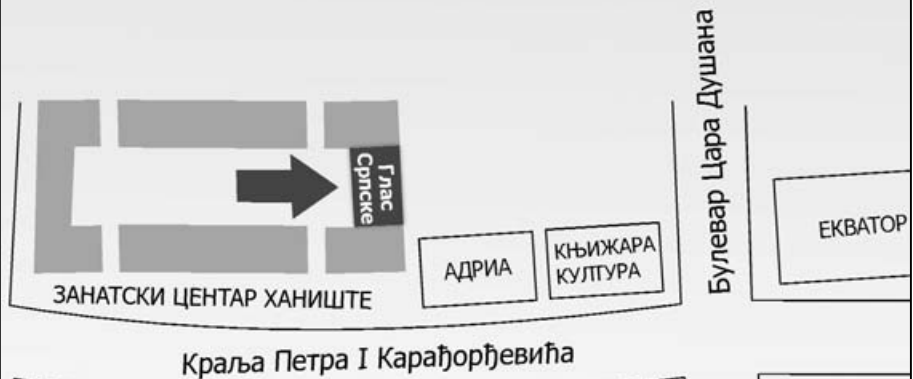 Булевар Цара Душана
Глас
Српске
ЕКВАТОР
АДРИА
КЊИЖАРА
КУЛТУРА
ЗАНАТСКИ ЦЕНТАР ХАНИШТЕ
Краља Петра I Карађорђевића